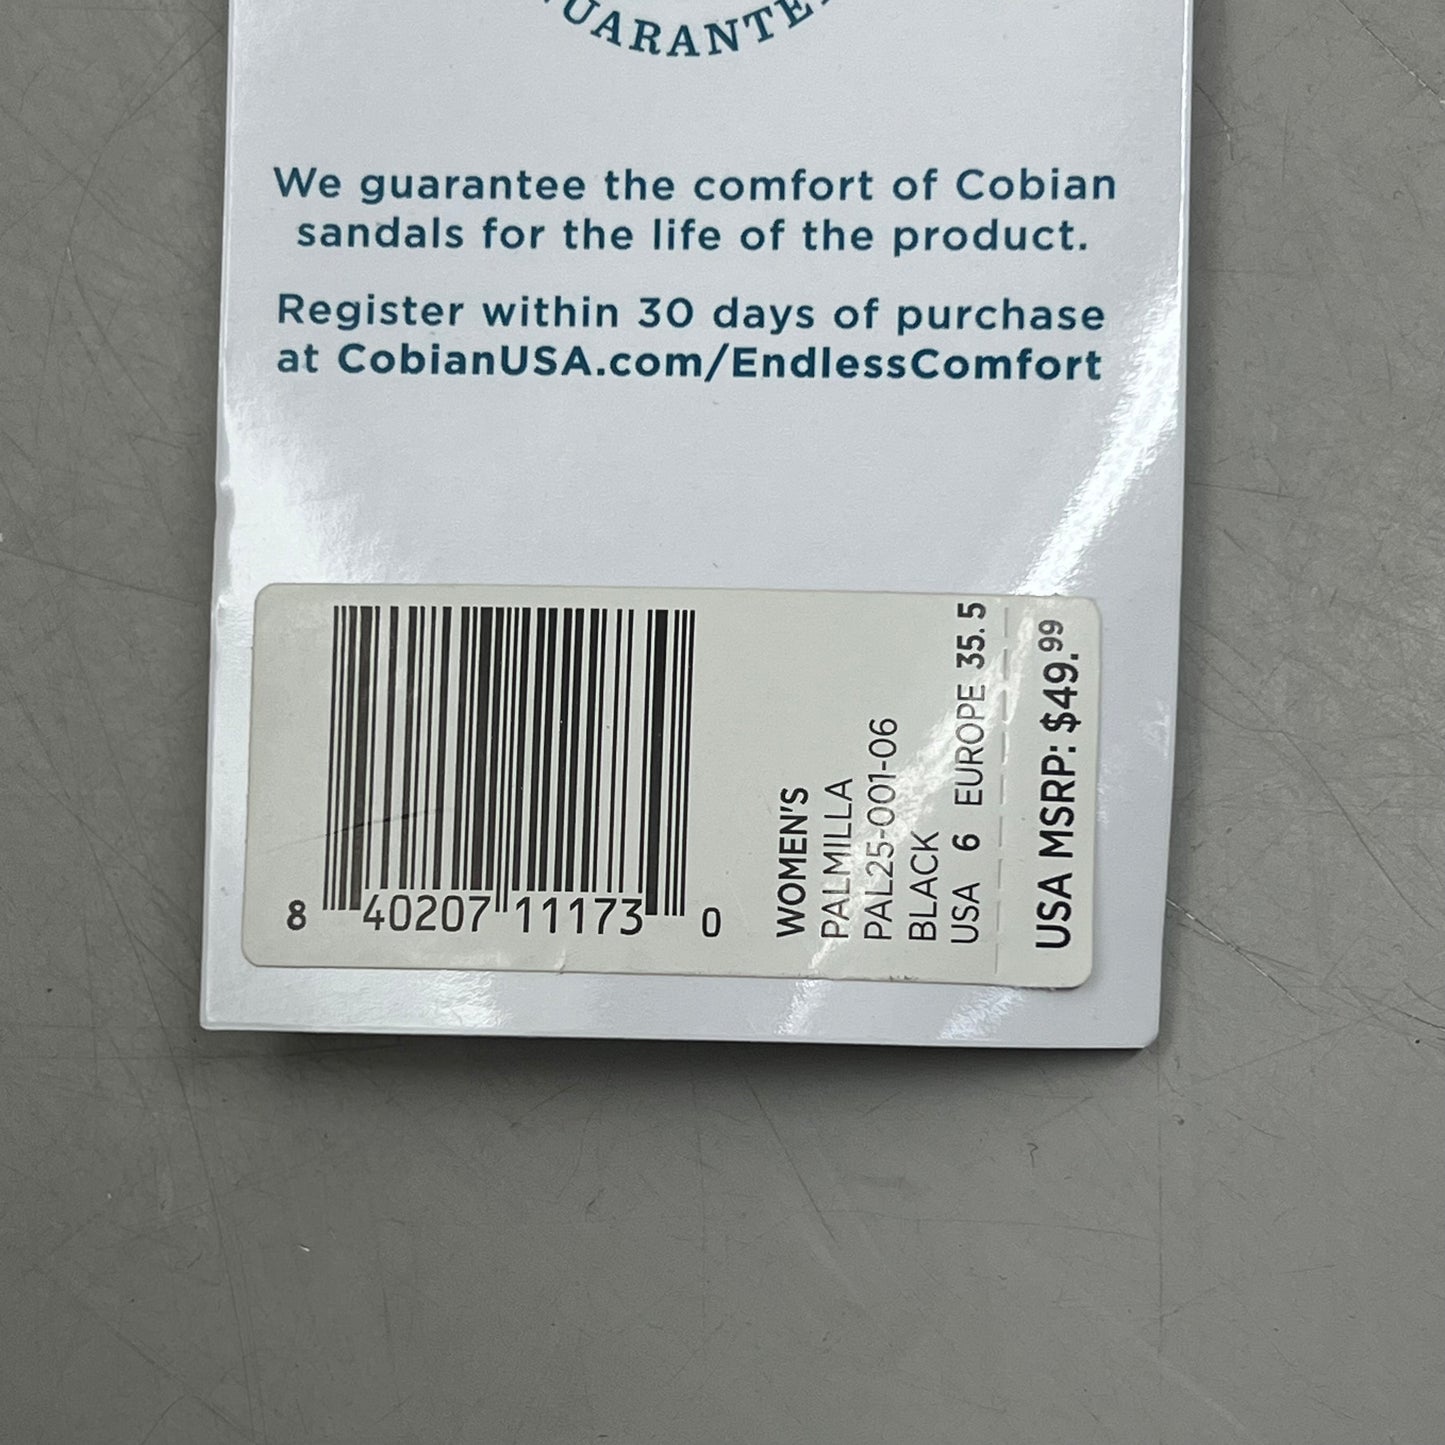 We guarantee the comfort of Cobian
sandals for the life of the product.
Register within 30 days of purchase
at CobianUSA.com/EndlessComfort
8 40207 11173 0
WOMEN'S
PALMILLA
PAL25-001-06
BLACK
USA 6 EUROPE 35.5
USA MSRP: $49.99